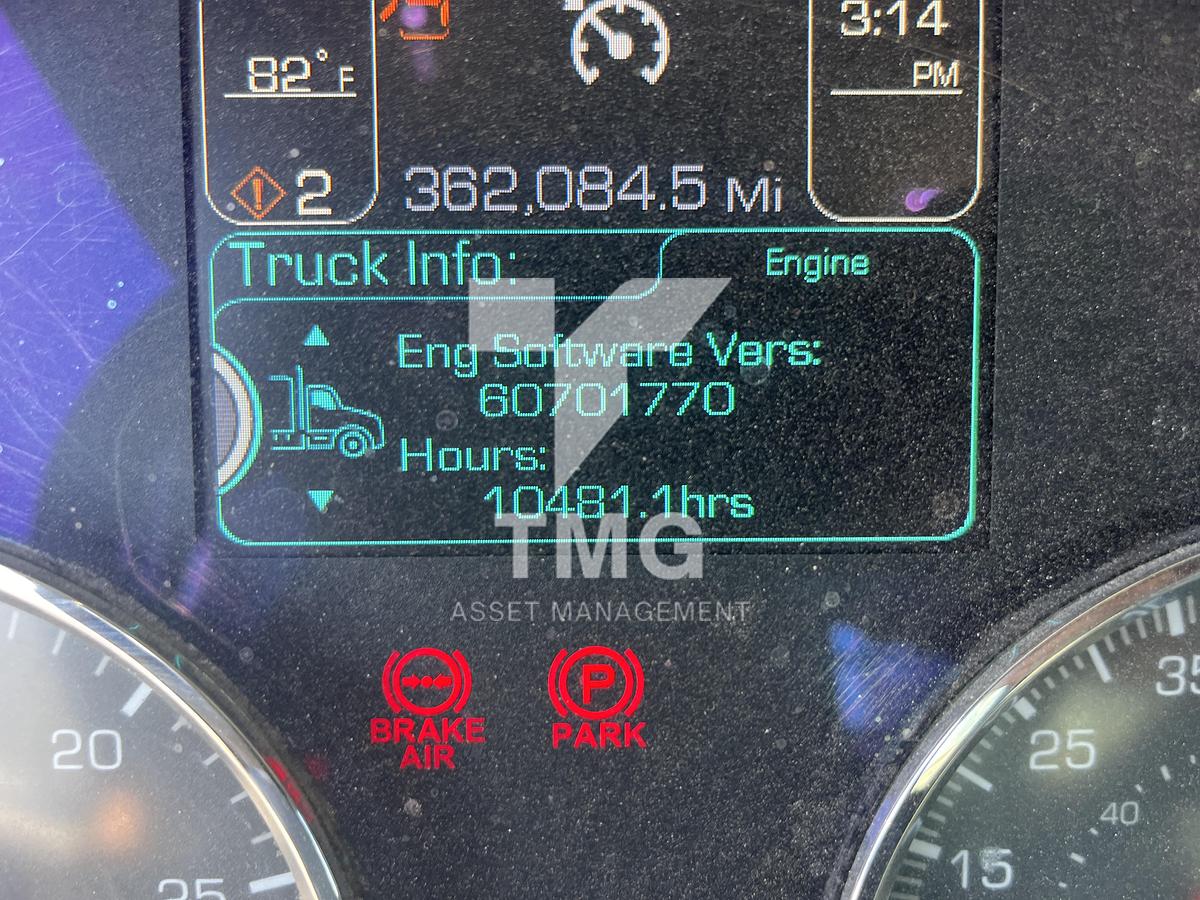 3:14
82°F
PM
2
362,084.5 Mi
Truck Info:
Engine
Eng Software Vers:
60701770
Hours:
10481.1hrs
TMG
ASSET MANAGEMENT
P
BRAKE
AIR
PARK
20
25
35
25
40
15